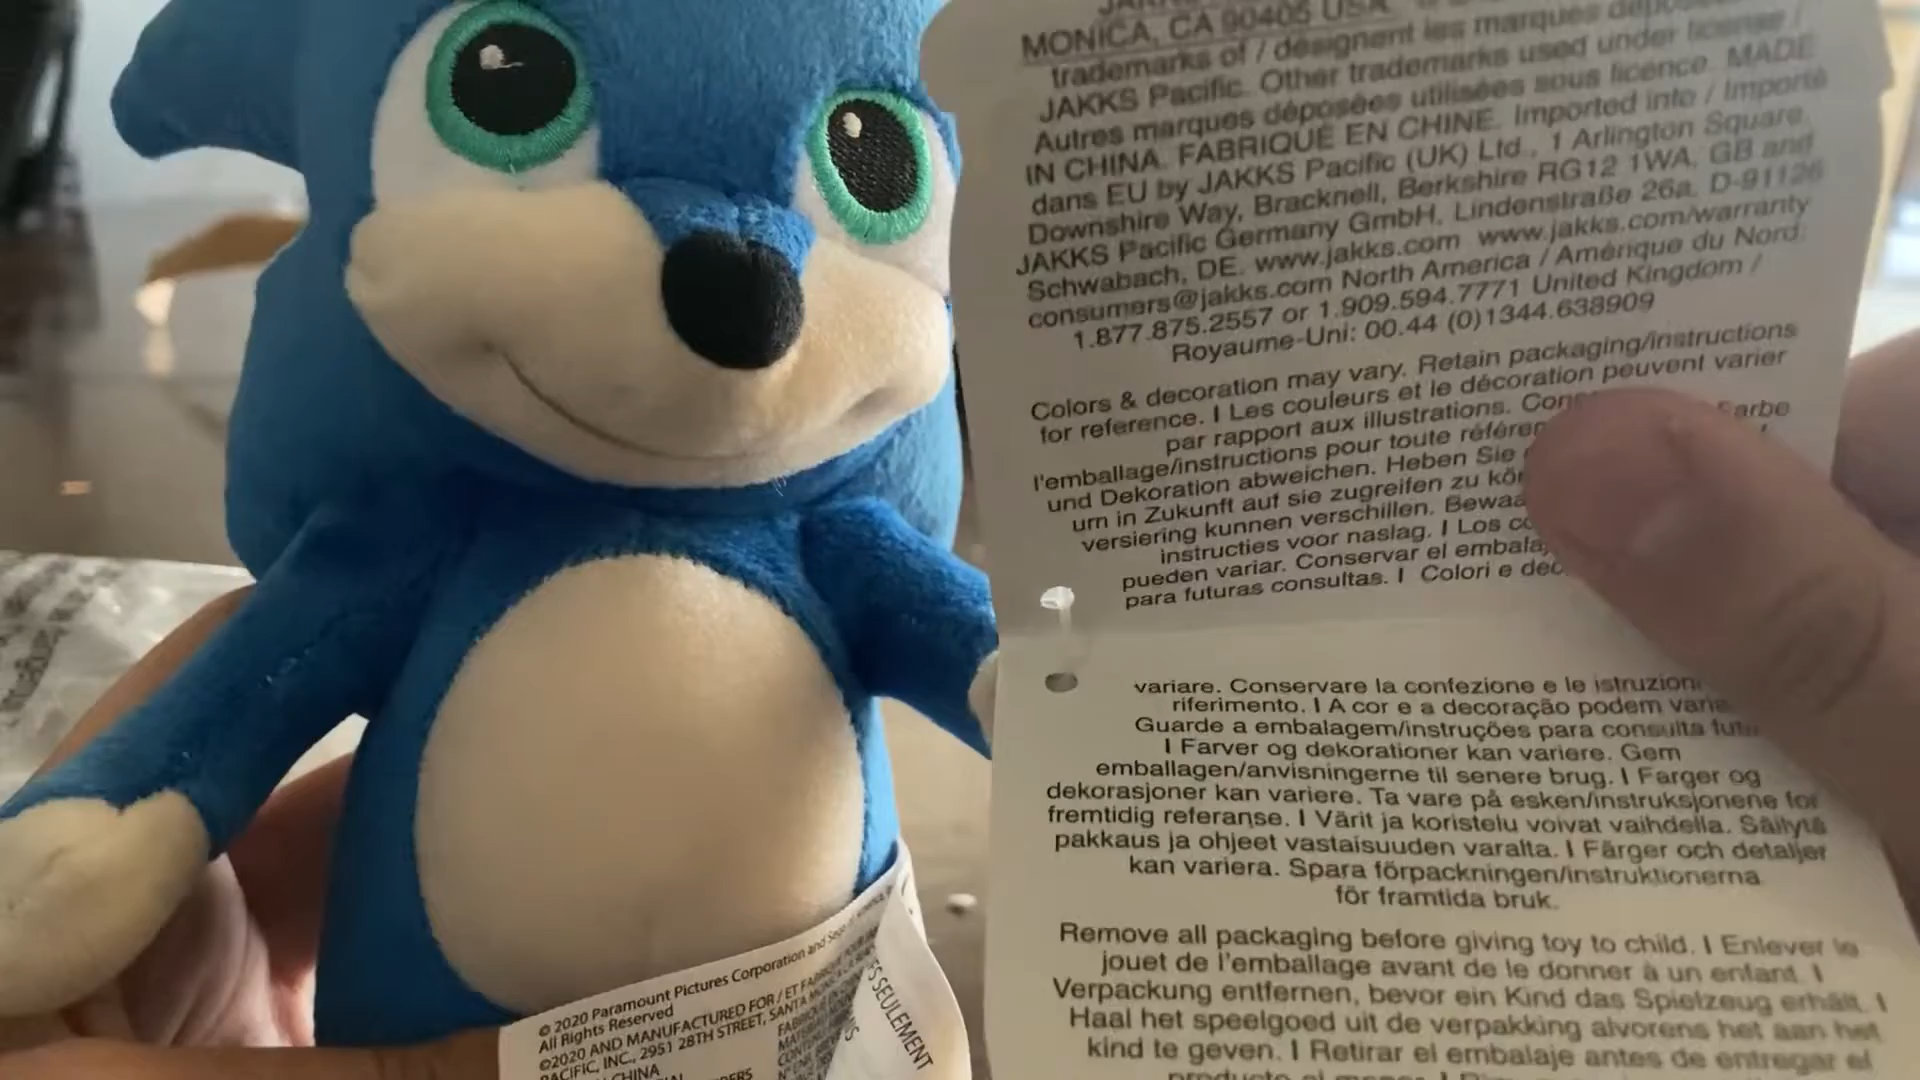 MONICA, CA 90405 USA
trademarks of / désignent les marques déposées
JAKKS Pacific. Other trademarks used under license /
Autres marques déposées utilisées sous licence. MADE
IN CHINA. FABRIQUÉ EN CHINE. Imported into / Importé
dans EU by JAKKS Pacific (UK) Ltd., 1 Arlington Square,
Downshire Way, Bracknell, Berkshire RG12 1WA, GB and
JAKKS Pacific Germany GmbH, Lindenstraße 26a, D-91126
Schwabach, DE. www.jakks.com www.jakks.com/warranty
consumers@jakks.com North America / Amérique du Nord:
1.877.875.2557 or 1.909.594.7771 United Kingdom /
Royaume-Uni: 00.44 (0)1344.638909
Colors & decoration may vary. Retain packaging/instructions
for reference. I Les couleurs et le décoration peuvent varier
par rapport aux illustrations. Farbe
l'emballage/instructions pour toute
und Dekoration abweichen. Heben Sie
um in Zukunft auf sie zugreifen zu
versiering kunnen verschillen.
instructies voor naslag. I Los
pueden variar. Conservar el
para futuras consultas. I Colori e
variare. Conservare la confezione e le
riferimento. I A cor e a decoração podem
Guarde a embalagem/instruções para consulta
I Farver og dekorationer kan variere. Gem
emballagen/anvisningerne til senere brug. I Farger og
dekorasjoner kan variere. Ta vare på esken/instruksjonene for
fremtidig referanse. I Värit ja koristelu voivat vaihdella. Säilytä
pakkaus ja ohjeet vastaisuuden varalta. I Färger och detaljer
kan variera. Spara förpackningen/instruktionerna
för framtida bruk.
Remove all packaging before giving toy to child. I Enlever le
jouet de l'emballage avant de le donner à un enfant. I
Verpackung entfernen, bevor ein Kind das Spielzeug erhält. I
Haal het speelgoed uit de verpakking alvorens het aan het
kind te geven. I Retirar el embalaje antes de entregar el
© 2020 Paramount Pictures Corporation and
All Rights Reserved
©2020 AND MANUFACTURED FOR / ET
PACIFIC, INC., 2951 28TH STREET, SANTA
CHINA
SEULEMENT